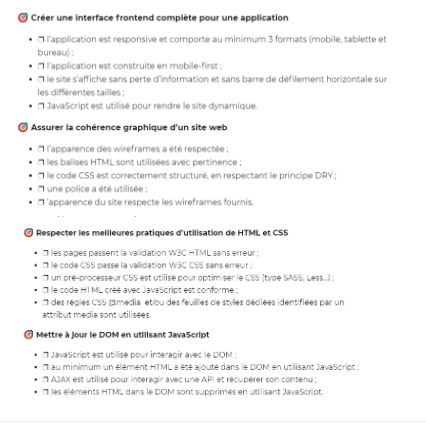 Créer une interface frontend complète pour une application
• ❐ l'application est responsive et comporte au minimum 3 formats (mobile, tablette et
bureau) ;
• ❐ l'application est construite en mobile-first ;
• ❐ le site s'affiche sans perte d'information et sans barre de défilement horizontale sur
les différentes tailles ;
• ❐ JavaScript est utilisé pour rendre le site dynamique.
Assurer la cohérence graphique d'un site web
• ❐ l'apparence des wireframes a été respectée ;
• ❐ les balises HTML sont utilisées avec pertinence ;
• ❐ le code CSS est correctement structuré, en respectant le principe DRY ;
• ❐ une police a été utilisée ;
• ❐ 'apparence du site respecte les wireframes fournis.
Respecter les meilleures pratiques d'utilisation de HTML et CSS
• ❐ les pages passent la validation W3C HTML sans erreur ;
• ❐ le code CSS passe la validation W3C CSS sans erreur ;
• ❐ un pré-processeur CSS est utilisé pour optimiser le CSS (type SASS, Less...) ;
• ❐ le code HTML créé avec JavaScript est conforme ;
• ❐ des règles CSS @media et/ou des feuilles de styles dédiées identifiées par un
attribut media sont utilisées.
Mettre à jour le DOM en utilisant JavaScript
• ❐ JavaScript est utilisé pour interagir avec le DOM ;
• ❐ au minimum un élément HTML a été ajouté dans le DOM en utilisant JavaScript ;
• ❐ AJAX est utilisé pour interagir avec une API et récupérer son contenu ;
• ❐ les éléments HTML dans le DOM sont supprimés en utilisant JavaScript.